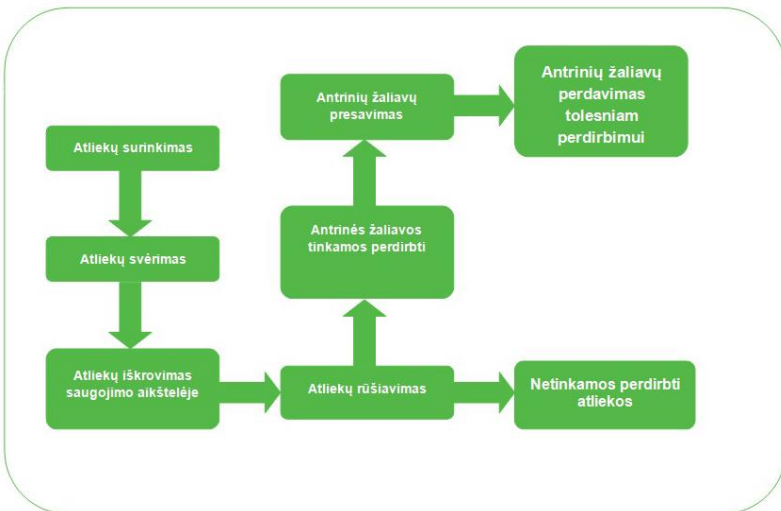 Atliekų surinkimas
Atliekų svėrimas
Atliekų iškrovimas
saugojimo aikštelėje
Atliekų rūšiavimas
Netinkamos perdirbti
atliekos
Antrinės žaliavos
tinkamos perdirbti
Antrinių žaliavų
presavimas
Antrinių žaliavų
perdavimas
tolesniam
perdirbimui